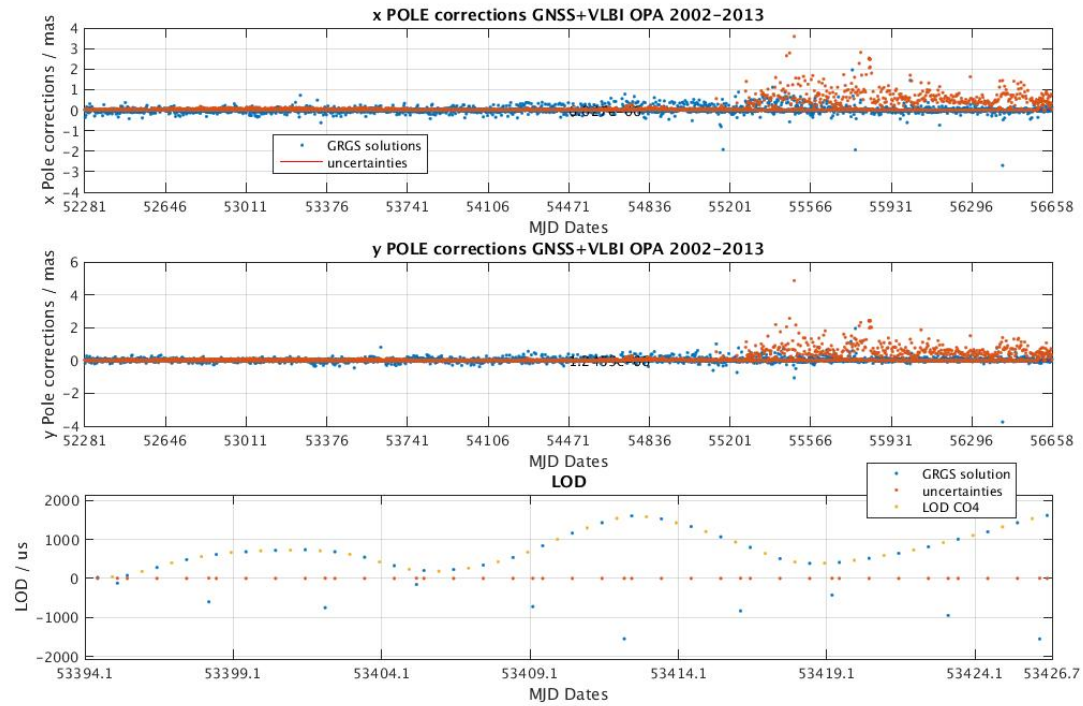 x POLE corrections GNSS+VLBI OPA 2002-2013
x Pole corrections / mas
4
3
2
1
0
-1
-2
-3
-4
GRGS solutions
uncertainties
52281 52646 53011 53376 53741 54106 54471 54836 55201 55566 55931 56296 56658
MJD Dates
y POLE corrections GNSS+VLBI OPA 2002-2013
y Pole corrections / mas
6
4
2
0
-2
-4
52281 52646 53011 53376 53741 54106 54471 54836 55201 55566 55931 56296 56658
MJD Dates
LOD
GRGS solution
uncertainties
LOD CO4
LOD / us
2000
1000
0
-1000
-2000
53394.1 53399.1 53404.1 53409.1 53414.1 53419.1 53424.1 53426.7
MJD Dates